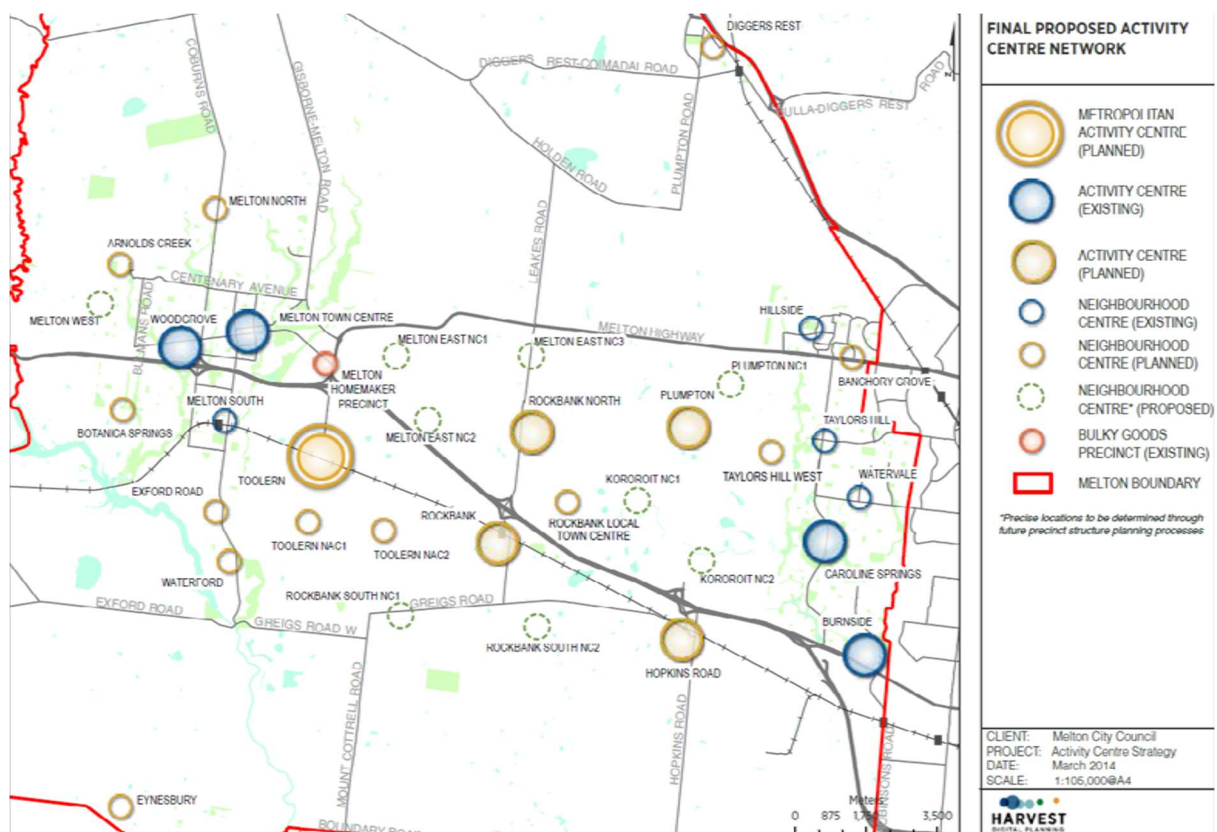 DIGGERS REST
DIGGERS REST-COIMADAI ROAD
BULLA-DIGGERS REST ROAD
COBURNS ROAD
GISBORNE-MELTON ROAD
HOLDEN ROAD
PLUMPTON ROAD
LEAKES ROAD
MELTON NORTH
ARNOLDS CREEK
CENTENARY AVENUE
MELTON WEST
BULMANS ROAD
WOODGROVE
MELTON TOWN CENTRE
MELTON HIGHWAY
HILLSIDE
MELTON EAST NC1
MELTON EAST NC3
PLUMPTON NC1
BANCHORY GROVE
MELTON
HOMEMAKER
PRECINCT
MELTON SOUTH
BOTANICA SPRINGS
MELTON EAST NC2
ROCKBANK NORTH
PLUMPTON
TAYLORS HILL
TAYLORS HILL WEST
WATERVALE
TOOLERN
EXFORD ROAD
KOROROIT NC1
ROCKBANK
ROCKBANK LOCAL
TOWN CENTRE
TOOLERN NAC1
TOOLERN NAC2
CAROLINE SPRINGS
WATERFORD
KOROROIT NC2
ROCKBANK SOUTH NC1
EXFORD ROAD
GREIGS ROAD
GREIGS ROAD W
BURNSIDE
ROCKBANK SOUTH NC2
HOPKINS ROAD
MOUNT COTTRELL ROAD
HOPKINS ROAD
EYNESBURY
BOUNDARY ROAD
Meters
0 875 1,750 3,500
FINAL PROPOSED ACTIVITY
CENTRE NETWORK
METROPOLITAN
ACTIVITY CENTRE
(PLANNED)
ACTIVITY CENTRE
(EXISTING)
ACTIVITY CENTRE
(PLANNED)
NEIGHBOURHOOD
CENTRE (EXISTING)
NEIGHBOURHOOD
CENTRE (PLANNED)
NEIGHBOURHOOD
CENTRE* (PROPOSED)
BULKY GOODS
PRECINCT (EXISTING)
MELTON BOUNDARY
*Precise locations to be determined through
future precinct structure planning processes
CLIENT: Melton City Council
PROJECT: Activity Centre Strategy
DATE: March 2014
SCALE: 1:105,000@A4
HARVEST
DIGITAL PLANNING